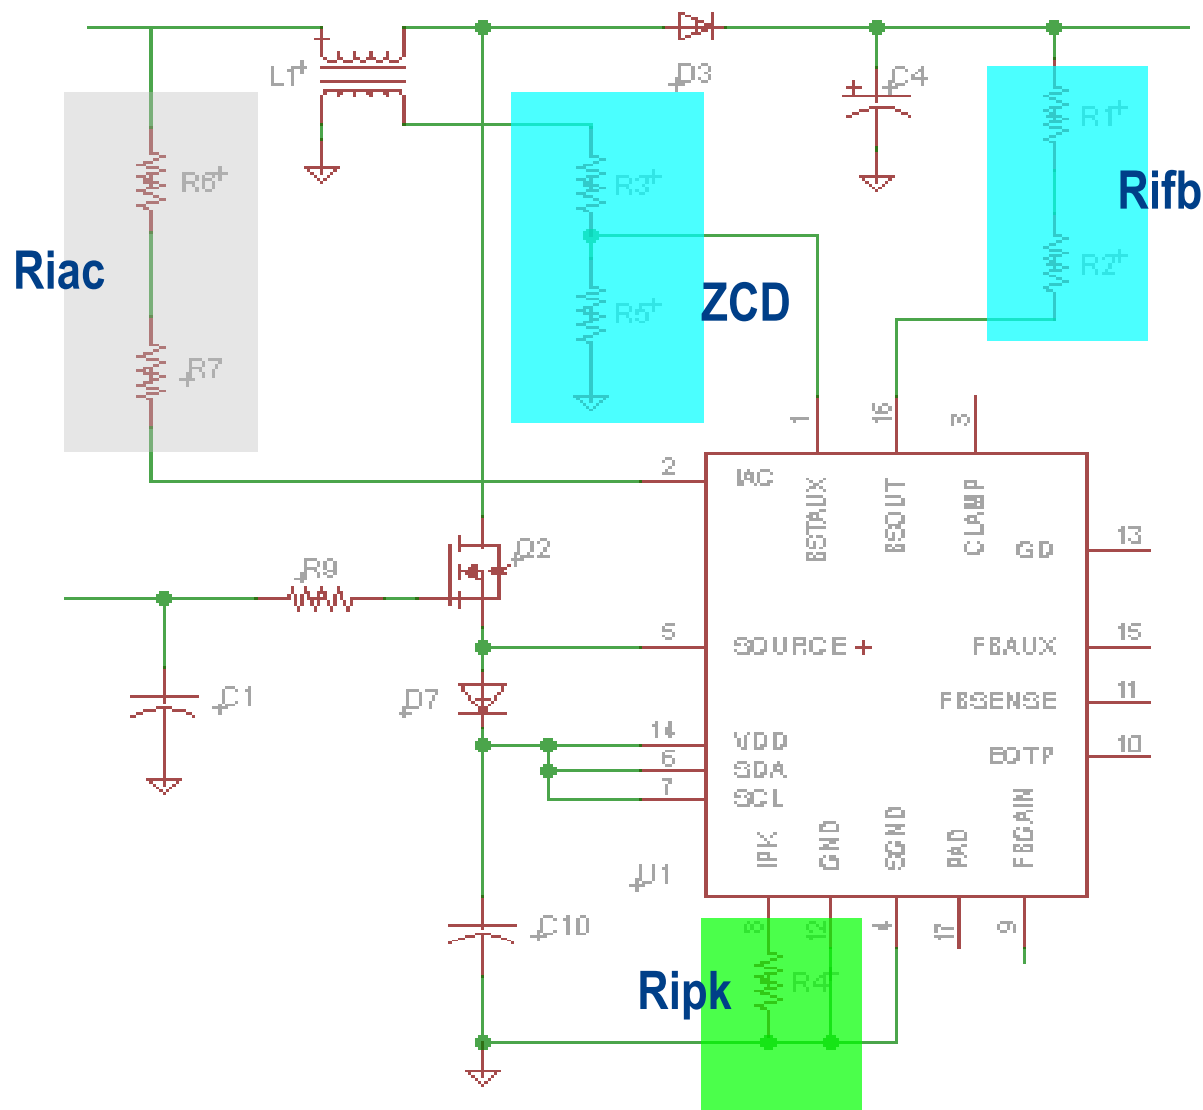 L1
D3
C4
R1
R6
R3
Rifb
Riac
R2
ZCD
R5
R7
1
16
3
2
IAC
BSTAUX
BSOUT
CLAMP
GD
13
R9
Q2
5
SOURCE
FBAUX
15
C1
D7
FBSENSE
11
14
VDD
EOTP
10
6
SDA
7
SCL
IPK
GND
SGND
PAD
FBGAIN
U1
C10
8
12
4
17
9
Ripk
R4